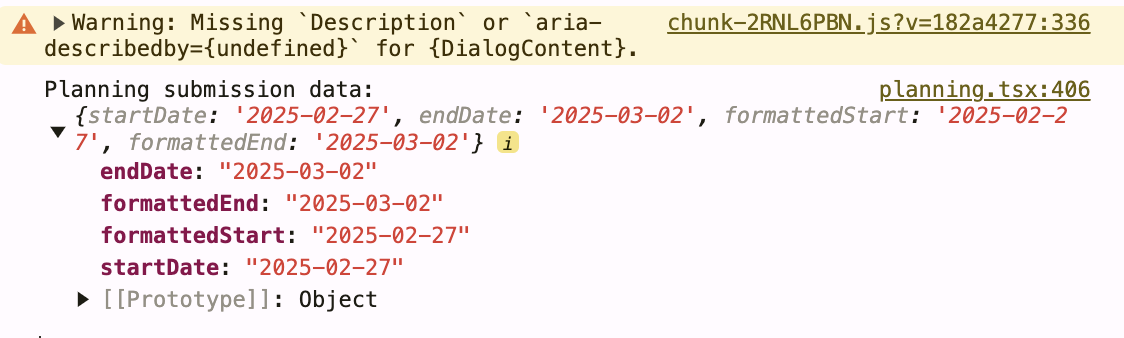 Warning: Missing `Description` or `aria- chunk-2RNL6PBN.js?v=182a4277:336
describedby={undefined}` for {DialogContent}.
Planning submission data: planning.tsx:406
{startDate: '2025-02-27', endDate: '2025-03-02', formattedStart: '2025-02-2
7', formattedEnd: '2025-03-02'} i
endDate: "2025-03-02"
formattedEnd: "2025-03-02"
formattedStart: "2025-02-27"
startDate: "2025-02-27"
[[Prototype]]: Object